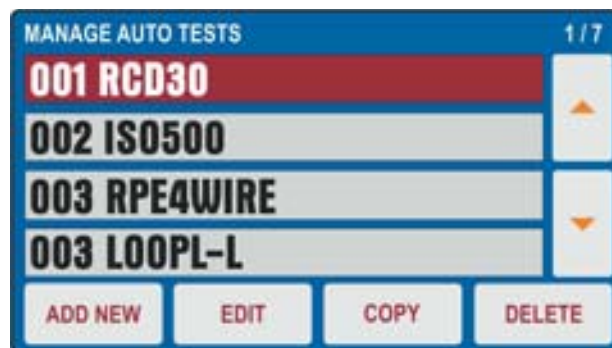 MANAGE AUTO TESTS 1/7
001 RCD30
002 ISO500
003 RPE4WIRE
003 LOOPL-L
ADD NEW EDIT COPY DELETE